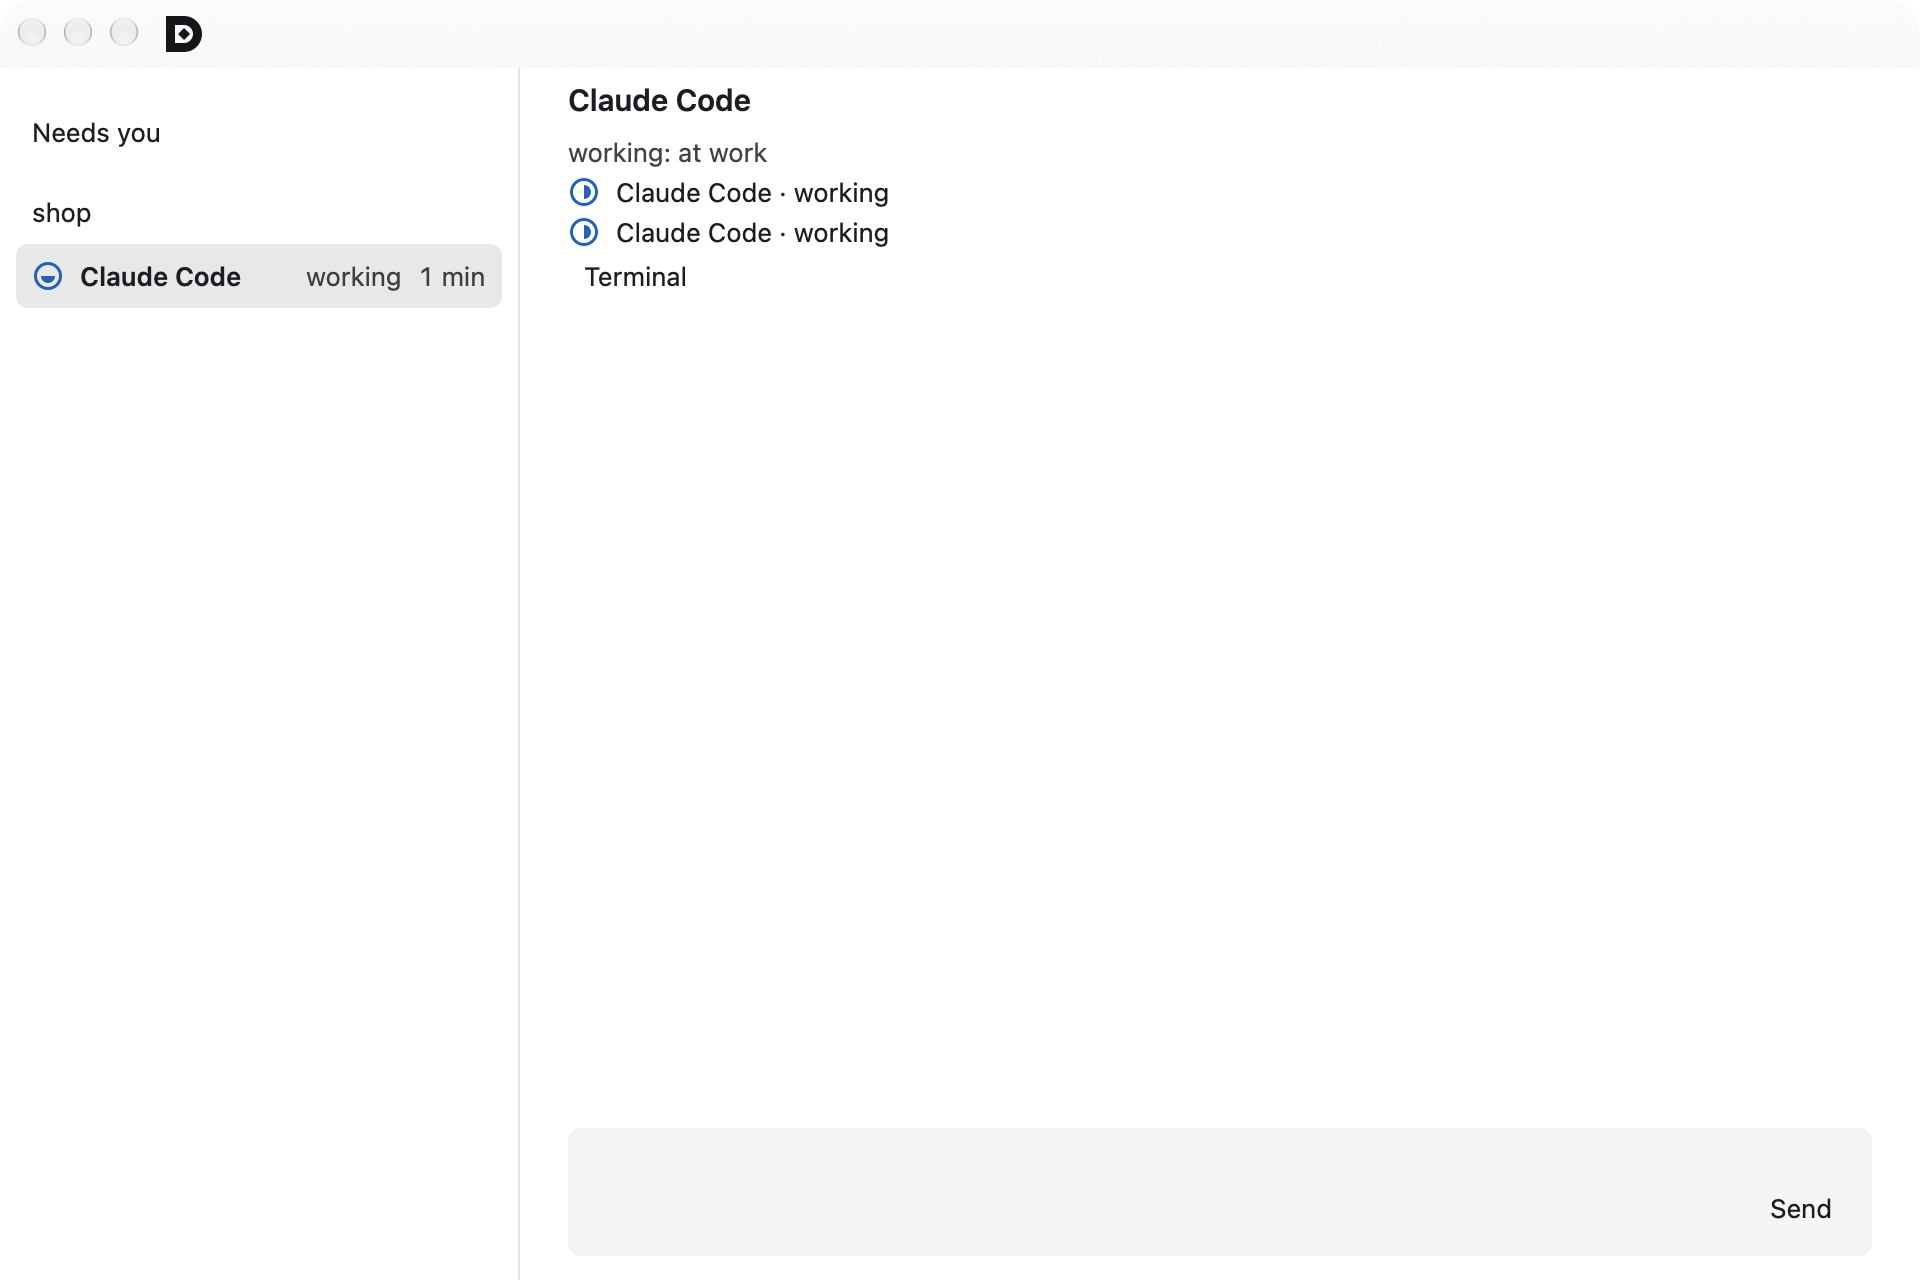 Needs you
shop
Claude Code working 1 min
Claude Code
working: at work
Claude Code · working
Claude Code · working
Terminal
Send